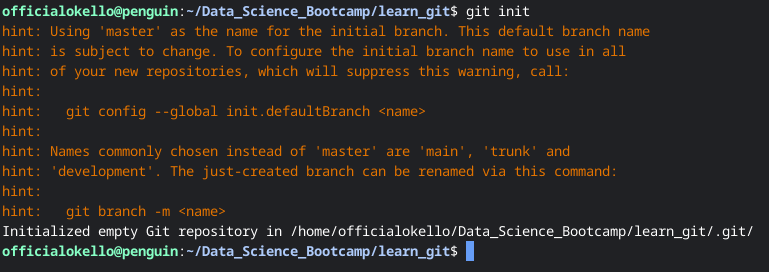 officialokello@penguin:~/Data_Science_Bootcamp/learn_git$ git init
hint: Using 'master' as the name for the initial branch. This default branch name
hint: is subject to change. To configure the initial branch name to use in all
hint: of your new repositories, which will suppress this warning, call:
hint:
hint:   git config --global init.defaultBranch <name>
hint:
hint: Names commonly chosen instead of 'master' are 'main', 'trunk' and
hint: 'development'. The just-created branch can be renamed via this command:
hint:
hint:   git branch -m <name>
Initialized empty Git repository in /home/officialokello/Data_Science_Bootcamp/learn_git/.git/
officialokello@penguin:~/Data_Science_Bootcamp/learn_git$